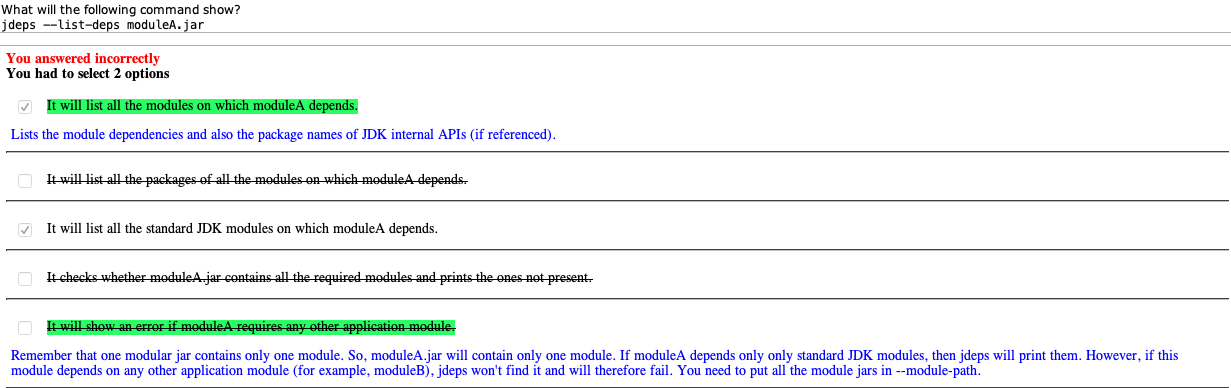 What will the following command show?
jdeps --list-deps moduleA.jar
You answered incorrectly
You had to select 2 options
It will list all the modules on which moduleA depends.
Lists the module dependencies and also the package names of JDK internal APIs (if referenced).
It will list all the packages of all the modules on which moduleA depends.
It will list all the standard JDK modules on which moduleA depends.
It checks whether moduleA.jar contains all the required modules and prints the ones not present.
It will show an error if moduleA requires any other application module.
Remember that one modular jar contains only one module. So, moduleA.jar will contain only one module. If moduleA depends only only standard JDK modules, then jdeps will print them. However, if this
module depends on any other application module (for example, moduleB), jdeps won't find it and will therefore fail. You need to put all the module jars in --module-path.